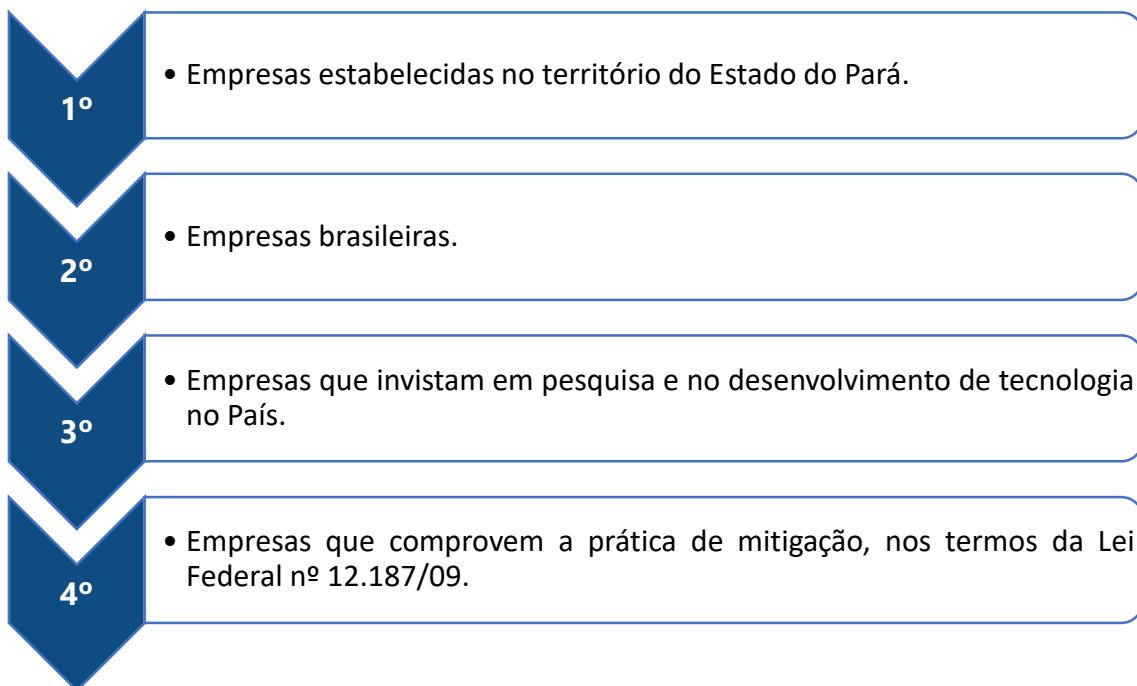 1º
• Empresas estabelecidas no território do Estado do Pará.
2º
• Empresas brasileiras.
3º
• Empresas que invistam em pesquisa e no desenvolvimento de tecnologia
no País.
4º
• Empresas que comprovem a prática de mitigação, nos termos da Lei
Federal nº 12.187/09.